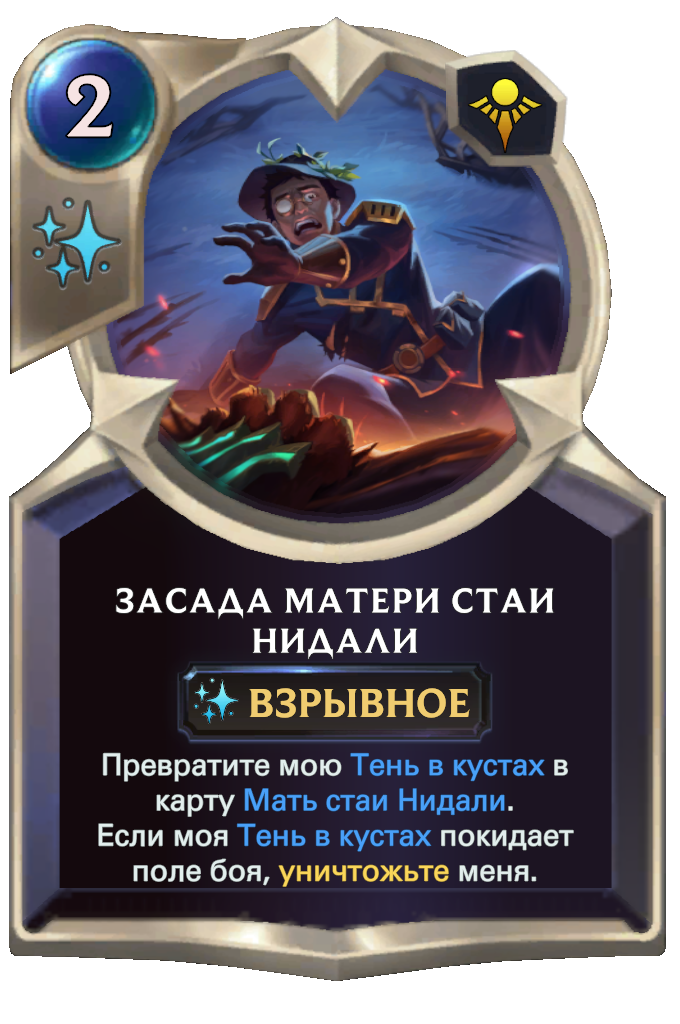 2
ЗАСАДА МАТЕРИ СТАИ
НИДАЛИ
ВЗРЫВНОЕ
Превратите мою Тень в кустах в
карту Мать стаи Нидали.
Если моя Тень в кустах покидает
поле боя, уничтожьте меня.